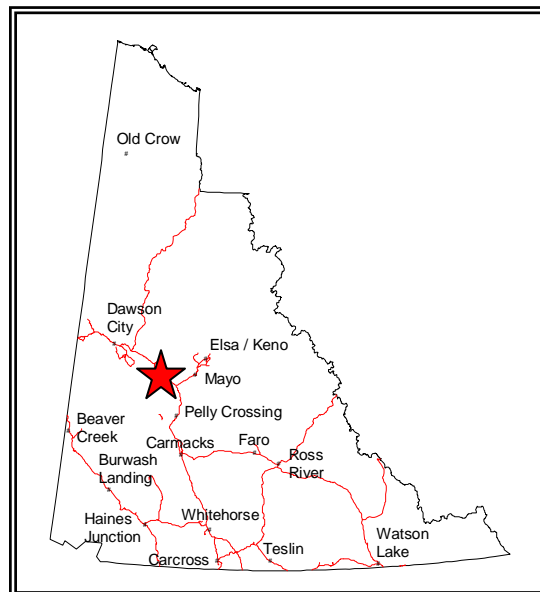 Old Crow
Dawson
City
Elsa / Keno
Mayo
Pelly Crossing
Beaver
Creek
Carmacks
Faro
Ross
River
Burwash
Landing
Whitehorse
Haines
Junction
Watson
Lake
Carcross
Teslin